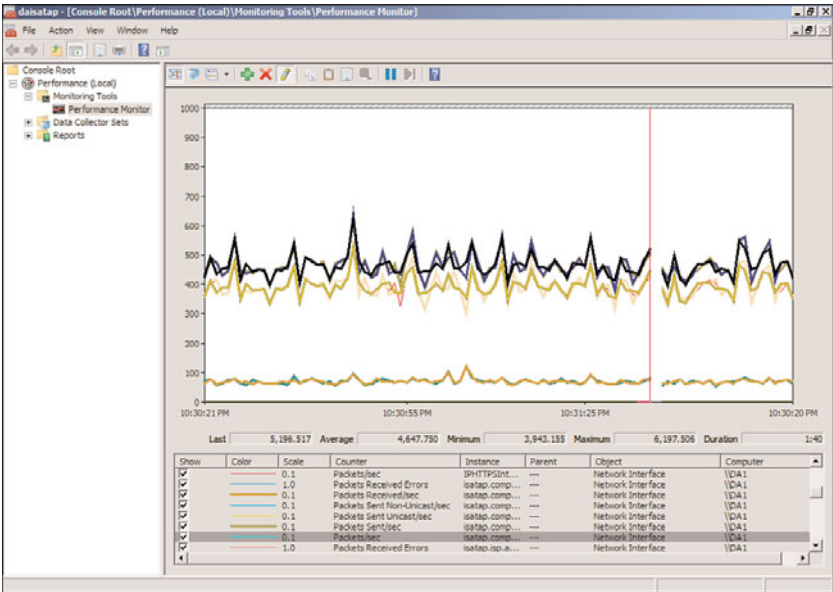 daisatap - [Console Root\Performance (Local)\Monitoring Tools\Performance Monitor]
File Action View Window Help
Console Root
Performance (Local)
Monitoring Tools
Performance Monitor
Data Collector Sets
Reports
1000
900
800
700
600
500
400
300
200
100
0
10:30:21 PM 10:30:55 PM 10:31:25 PM 10:30:20 PM
Last 5,196.517 Average 4,647.750 Minimum 3,943.155 Maximum 6,197.506 Duration 1:40
Show Color Scale Counter Instance Parent Object Computer
0.1 Packets/sec IPHTTPSInt... --- Network Interface \\DA1
1.0 Packets Received Errors isatap.comp... --- Network Interface \\DA1
0.1 Packets Received/sec isatap.comp... --- Network Interface \\DA1
0.1 Packets Sent Non-Unicast/sec isatap.comp... --- Network Interface \\DA1
0.1 Packets Sent Unicast/sec isatap.comp... --- Network Interface \\DA1
0.1 Packets Sent/sec isatap.comp... --- Network Interface \\DA1
0.1 Packets/sec isatap.comp... --- Network Interface \\DA1
1.0 Packets Received Errors isatap.isp.a... --- Network Interface \\DA1